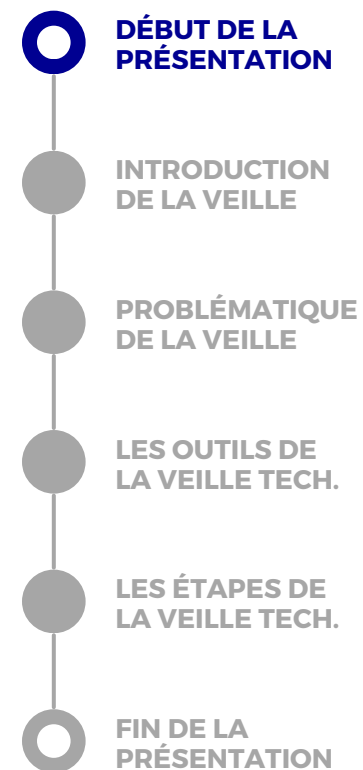 DÉBUT DE LA
PRÉSENTATION
INTRODUCTION
DE LA VEILLE
PROBLÉMATIQUE
DE LA VEILLE
LES OUTILS DE
LA VEILLE TECH.
LES ÉTAPES DE
LA VEILLE TECH.
FIN DE LA
PRÉSENTATION